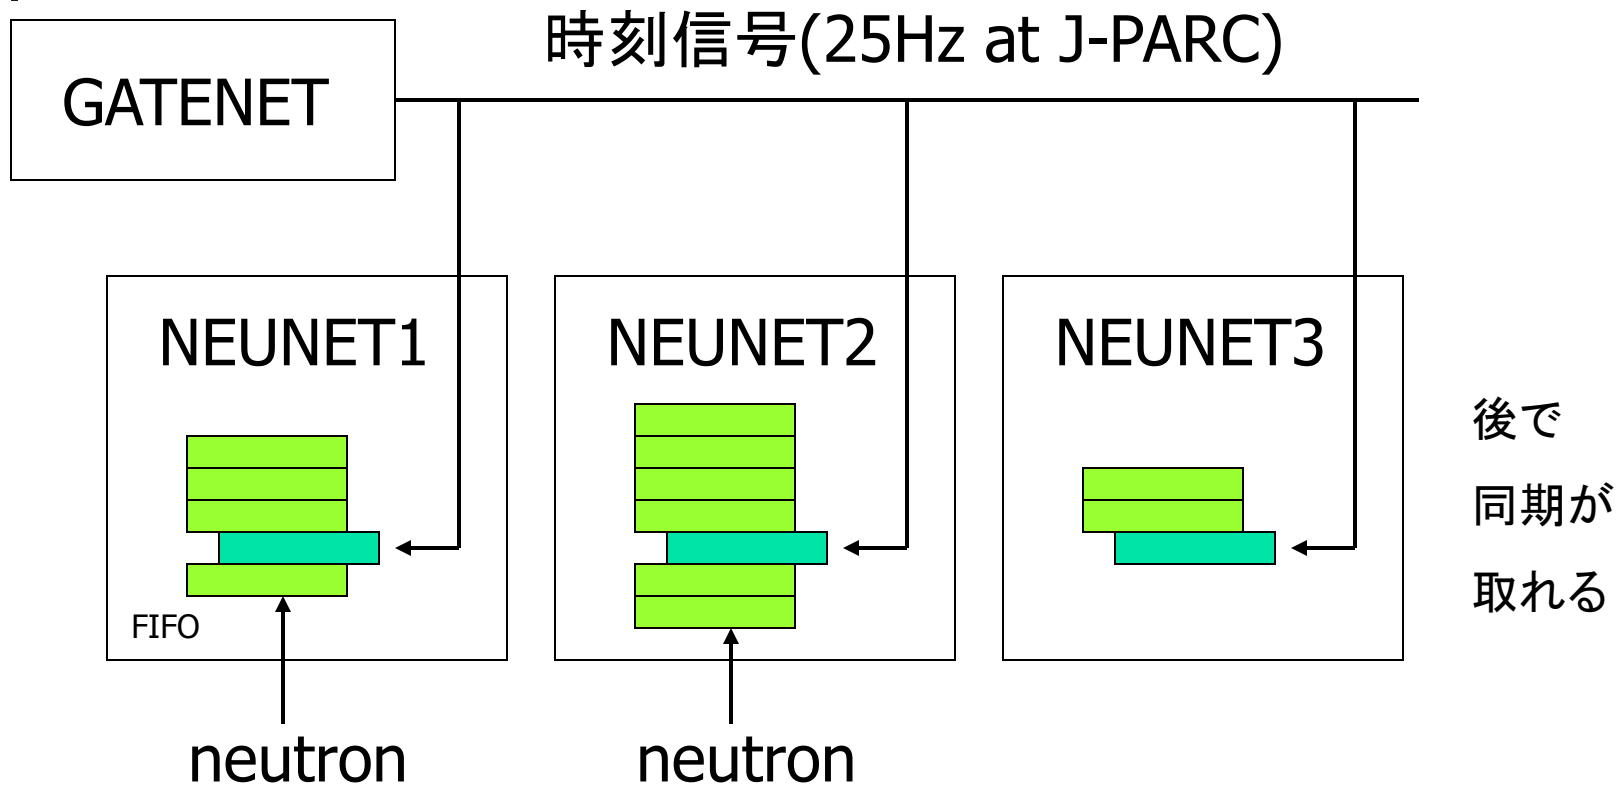 時刻信号(25Hz at J-PARC)
GATENET
NEUNET1
NEUNET2
NEUNET3
後で
同期が
取れる
FIFO
neutron
neutron